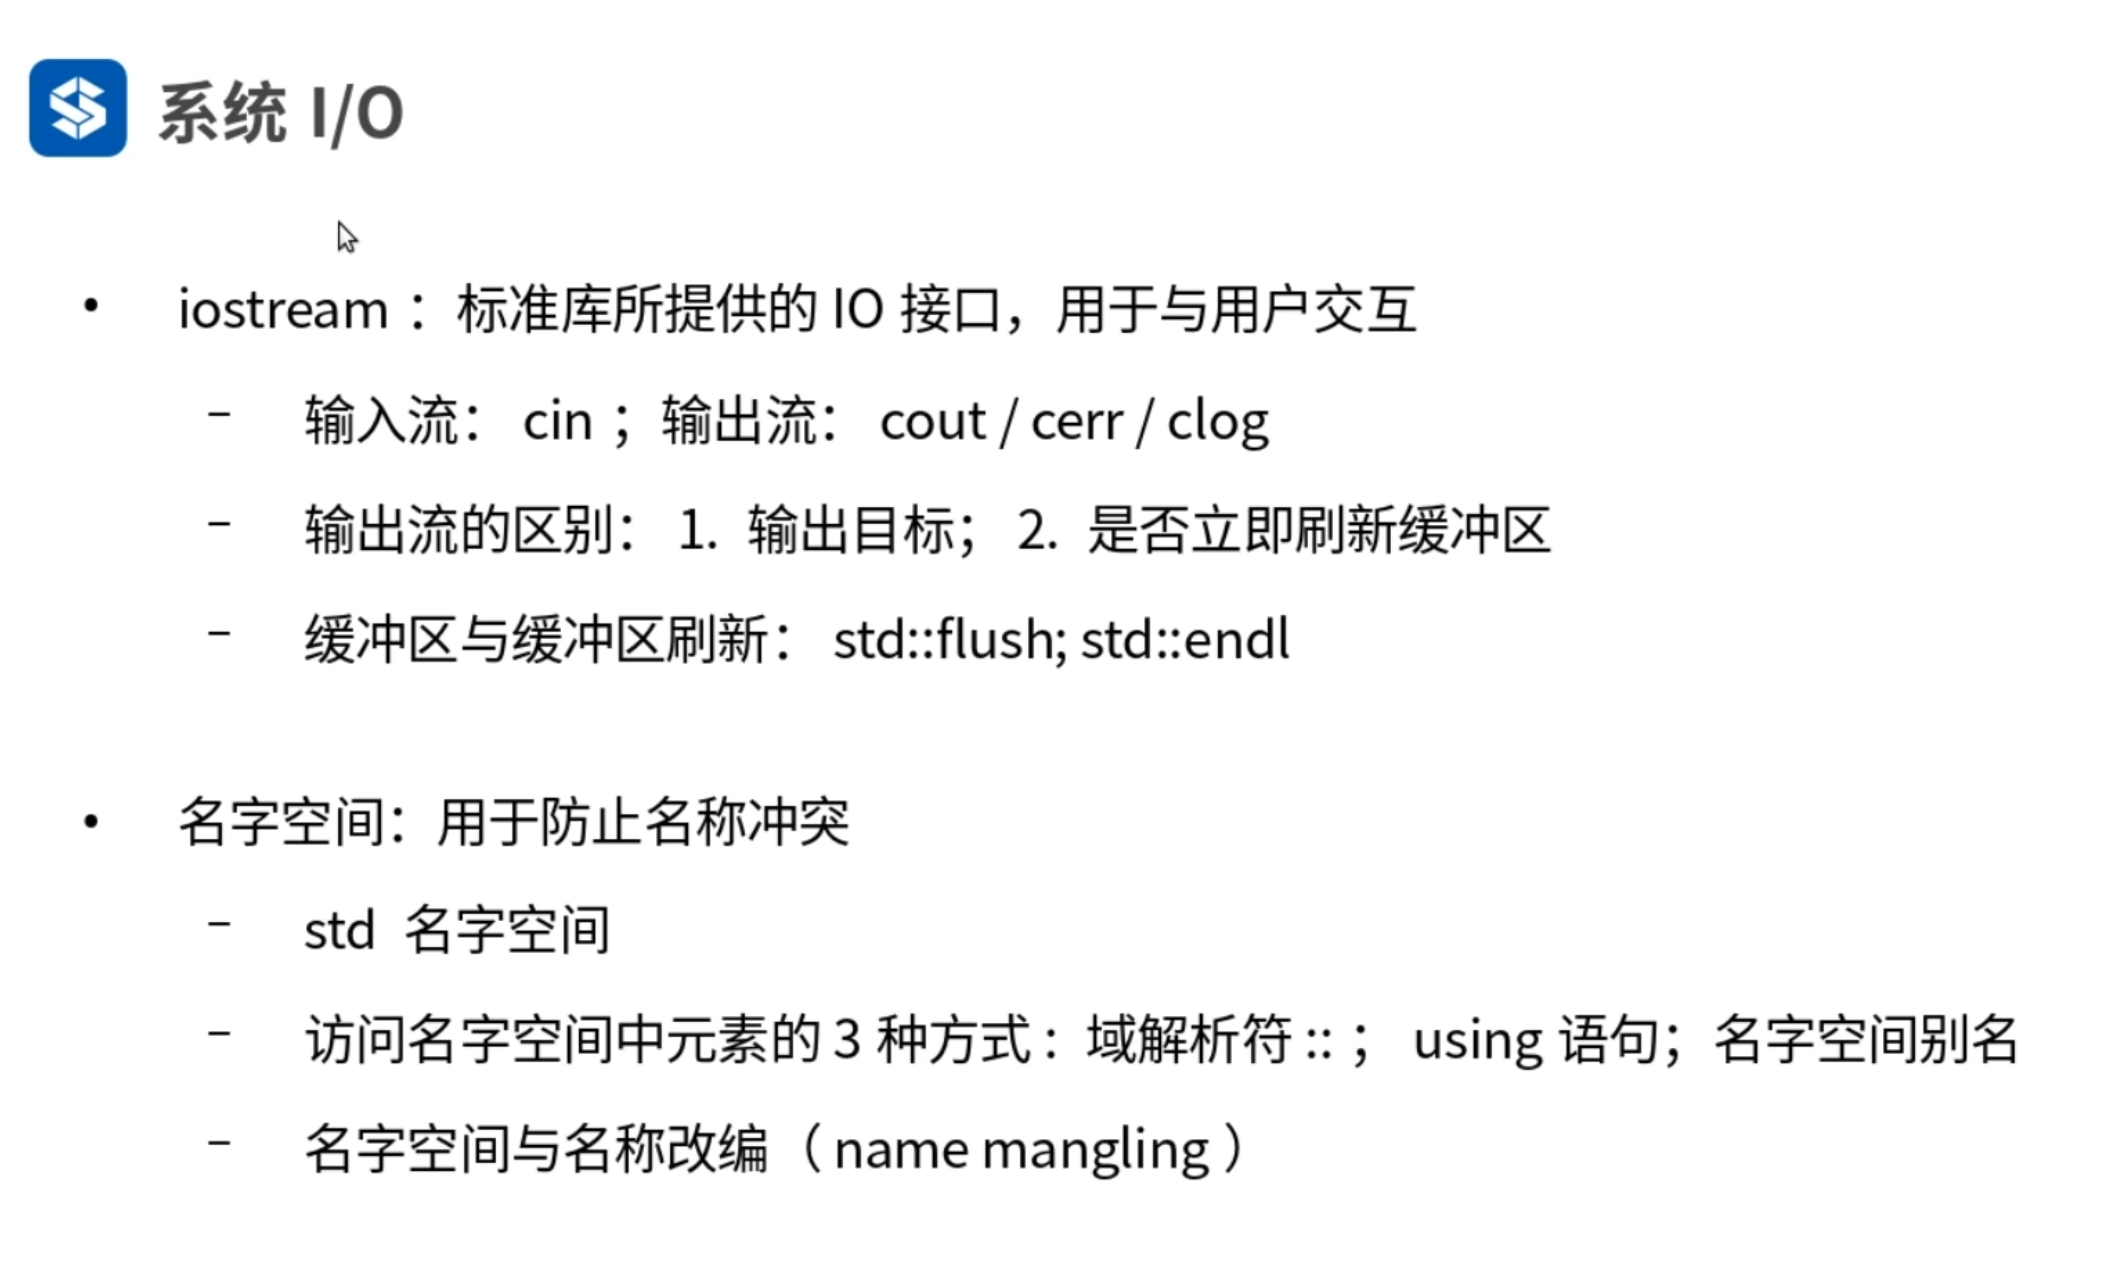 系统 I/O
• iostream ：标准库所提供的 IO 接口，用于与用户交互
– 输入流： cin ；输出流： cout / cerr / clog
– 输出流的区别： 1. 输出目标； 2. 是否立即刷新缓冲区
– 缓冲区与缓冲区刷新： std::flush; std::endl
• 名字空间：用于防止名称冲突
– std 名字空间
– 访问名字空间中元素的 3 种方式 : 域解析符 :: ； using 语句；名字空间别名
– 名字空间与名称改编（ name mangling ）